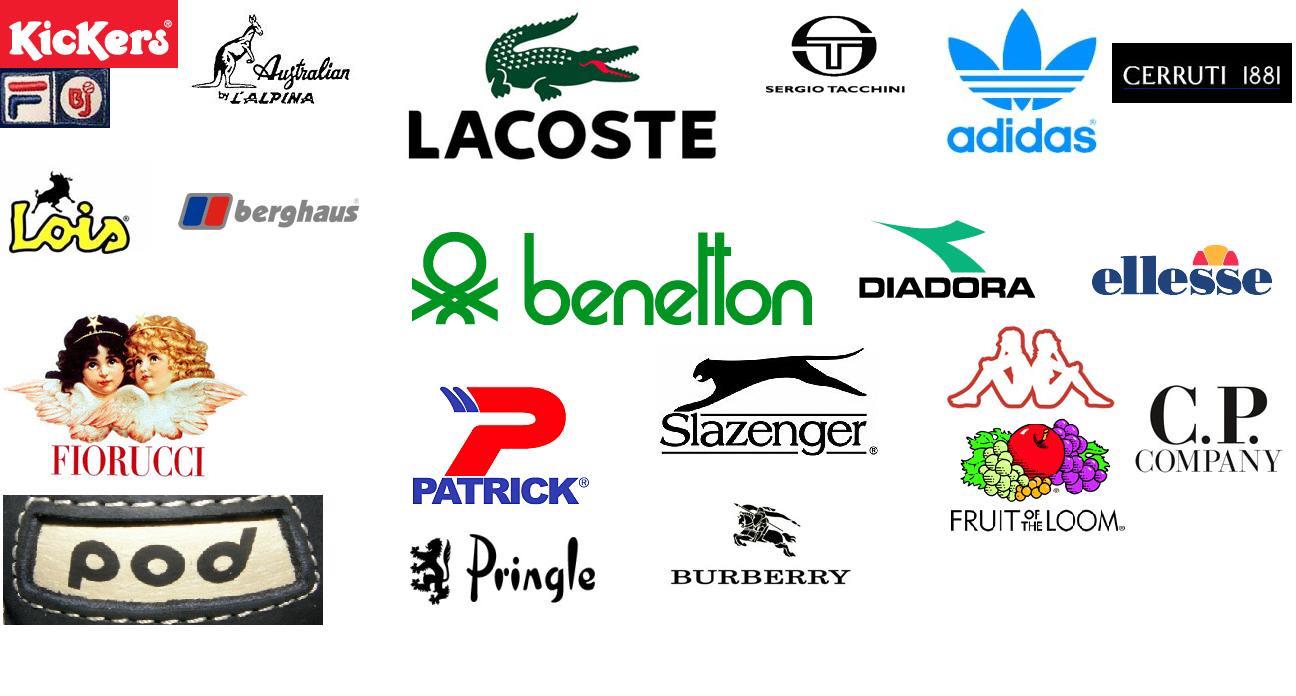 KicKers®
F BJ
Australian
BY L'ALPINA
LACOSTE
SERGIO TACCHINI
adidas®
CERRUTI 1881
Lois®
berghaus®
benetton
DIADORA
ellesse
FIORUCCI
PATRICK®
Slazenger®
C.P.
COMPANY
FRUIT OF THE LOOM®
pod
Pringle
BURBERRY